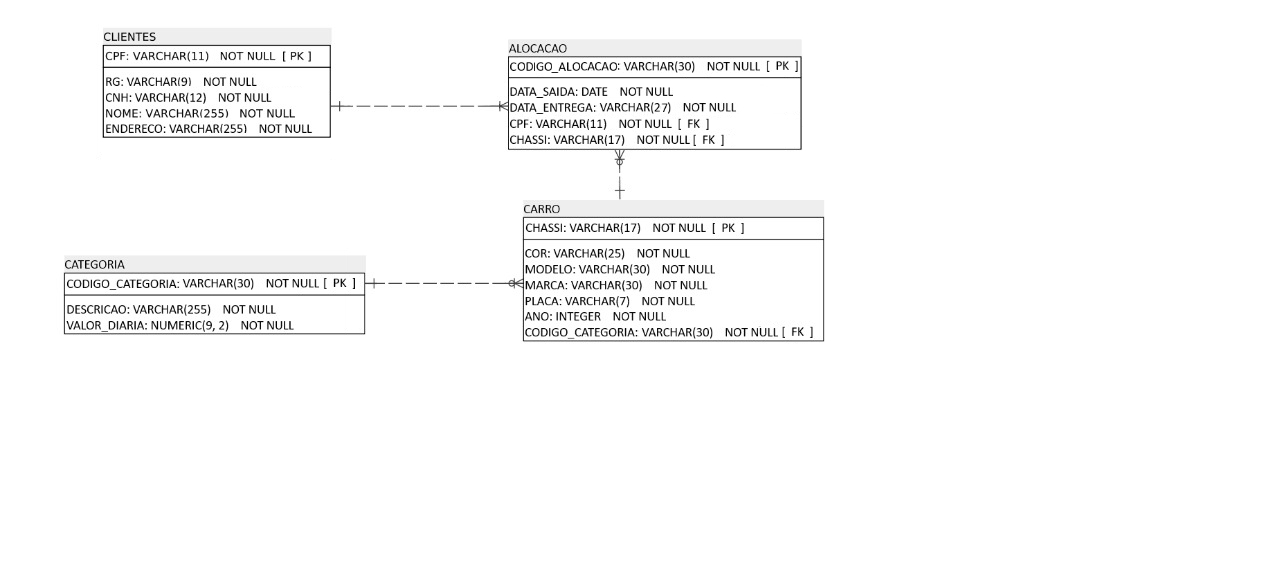 CLIENTES
CPF: VARCHAR(11) NOT NULL [ PK ]
RG: VARCHAR(9) NOT NULL
CNH: VARCHAR(12) NOT NULL
NOME: VARCHAR(255) NOT NULL
ENDERECO: VARCHAR(255) NOT NULL
ALOCACAO
CODIGO_ALOCACAO: VARCHAR(30) NOT NULL [ PK ]
DATA_SAIDA: DATE NOT NULL
DATA_ENTREGA: VARCHAR(27) NOT NULL
CPF: VARCHAR(11) NOT NULL [ FK ]
CHASSI: VARCHAR(17) NOT NULL [ FK ]
CARRO
CHASSI: VARCHAR(17) NOT NULL [ PK ]
COR: VARCHAR(25) NOT NULL
MODELO: VARCHAR(30) NOT NULL
MARCA: VARCHAR(30) NOT NULL
PLACA: VARCHAR(7) NOT NULL
ANO: INTEGER NOT NULL
CODIGO_CATEGORIA: VARCHAR(30) NOT NULL [ FK ]
CATEGORIA
CODIGO_CATEGORIA: VARCHAR(30) NOT NULL [ PK ]
DESCRICAO: VARCHAR(255) NOT NULL
VALOR_DIARIA: NUMERIC(9, 2) NOT NULL